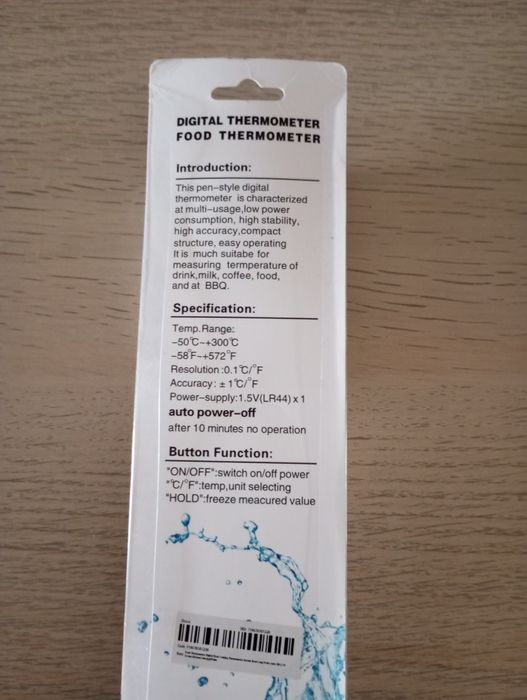 DIGITAL THERMOMETER
FOOD THERMOMETER
Introduction:
This pen-style digital
thermometer is characterized
at multi-usage,low power
consumption, high stability,
high accuracy,compact
structure, easy operating
It is much suitabe for
measuring termperature of
drink,milk, coffee, food,
and at BBQ.
Specification:
Temp.Range:
-50℃~+300℃
-58°F~+572°F
Resolution:0.1℃/°F
Accuracy: ±1℃/°F
Power-supply:1.5V(LR44) x 1
auto power-off
after 10 minutes no operation
Button Function:
"ON/OFF":switch on/off power
"℃/°F":temp,unit selecting
"HOLD":freeze meacured value